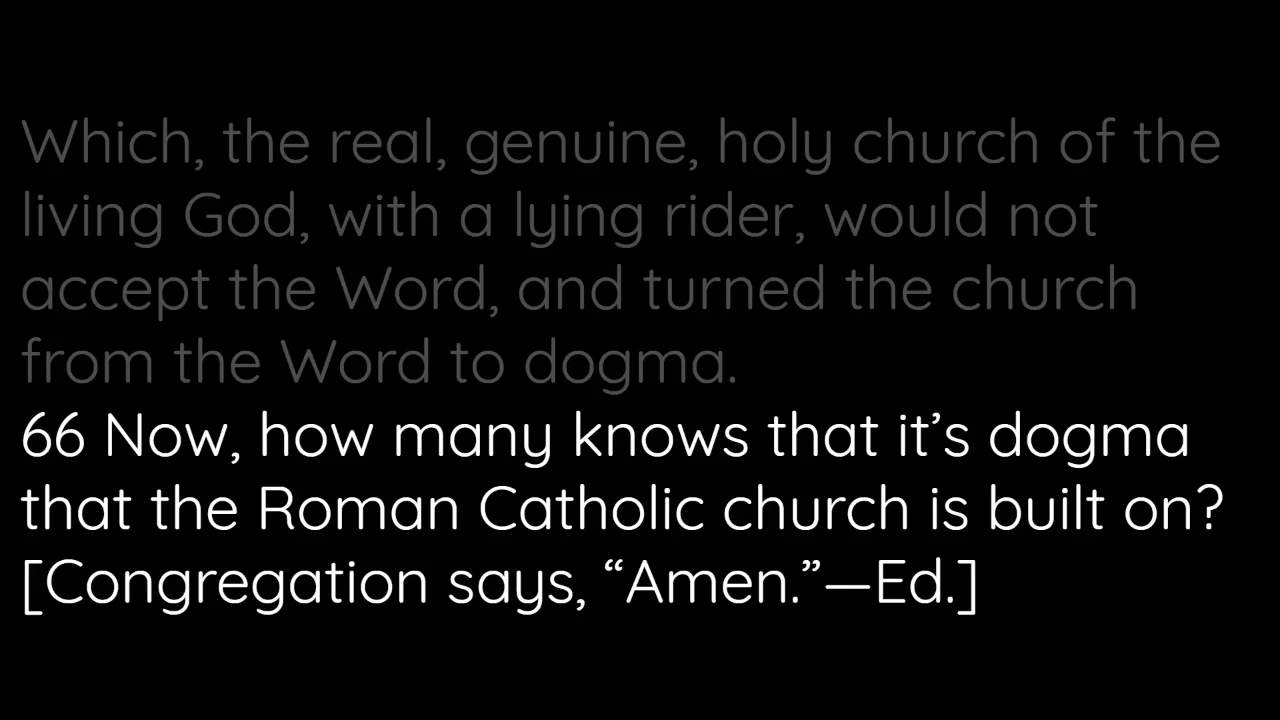 Which, the real, genuine, holy church of the
living God, with a lying rider, would not
accept the Word, and turned the church
from the Word to dogma.
66 Now, how many knows that it’s dogma
that the Roman Catholic church is built on?
[Congregation says, “Amen.”—Ed.]